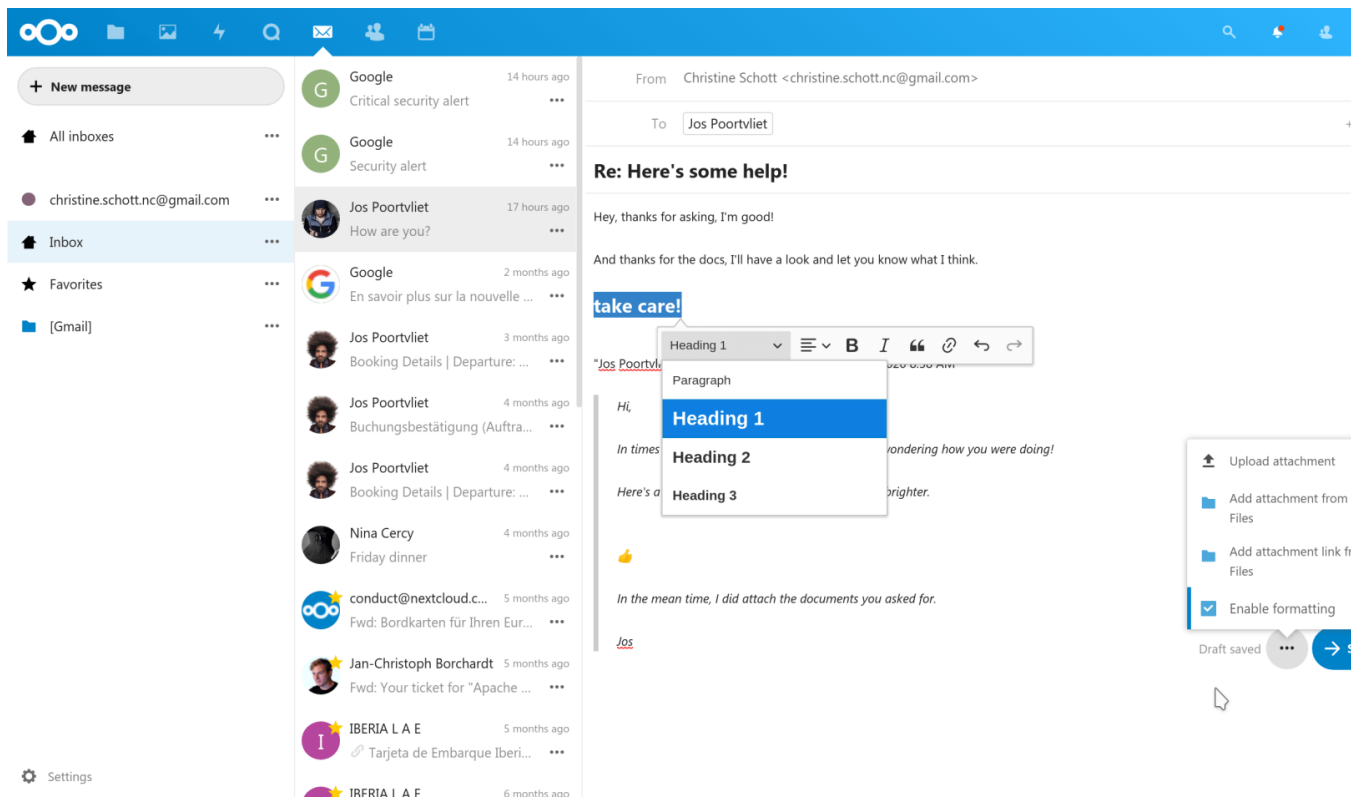 New message
All inboxes
christine.schott.nc@gmail.com
Inbox
Favorites
[Gmail]
Settings
Google 14 hours ago
Critical security alert
G
Google 14 hours ago
Security alert
G
Jos Poortvliet 17 hours ago
How are you?
Google 2 months ago
En savoir plus sur la nouvelle ...
G
Jos Poortvliet 3 months ago
Booking Details | Departure: ...
Jos Poortvliet 4 months ago
Buchungsbestätigung (Auftra...
Jos Poortvliet 4 months ago
Booking Details | Departure: ...
Nina Cercy 4 months ago
Friday dinner
conduct@nextcloud.c... 5 months ago
Fwd: Bordkarten für Ihren Eur...
Jan-Christoph Borchardt 5 months ago
Fwd: Your ticket for "Apache ...
IBERIA L A E 5 months ago
I
Tarjeta de Embarque Iberi...
IBERIA L A E 6 months ago
From Christine Schott <christine.schott.nc@gmail.com>
To Jos Poortvliet
Re: Here's some help!
Hey, thanks for asking, I'm good!
And thanks for the docs, I'll have a look and let you know what I think.
take care!
Heading 1 B I
Paragraph
Heading 1
Heading 2
Heading 3
"Jos AM
Hi,
In times wondering how you were doing!
Here's a brighter.
👍
In the mean time, I did attach the documents you asked for.
Jos
Upload attachment
Add attachment from
Files
Add attachment link
Files
Enable formatting
Draft saved